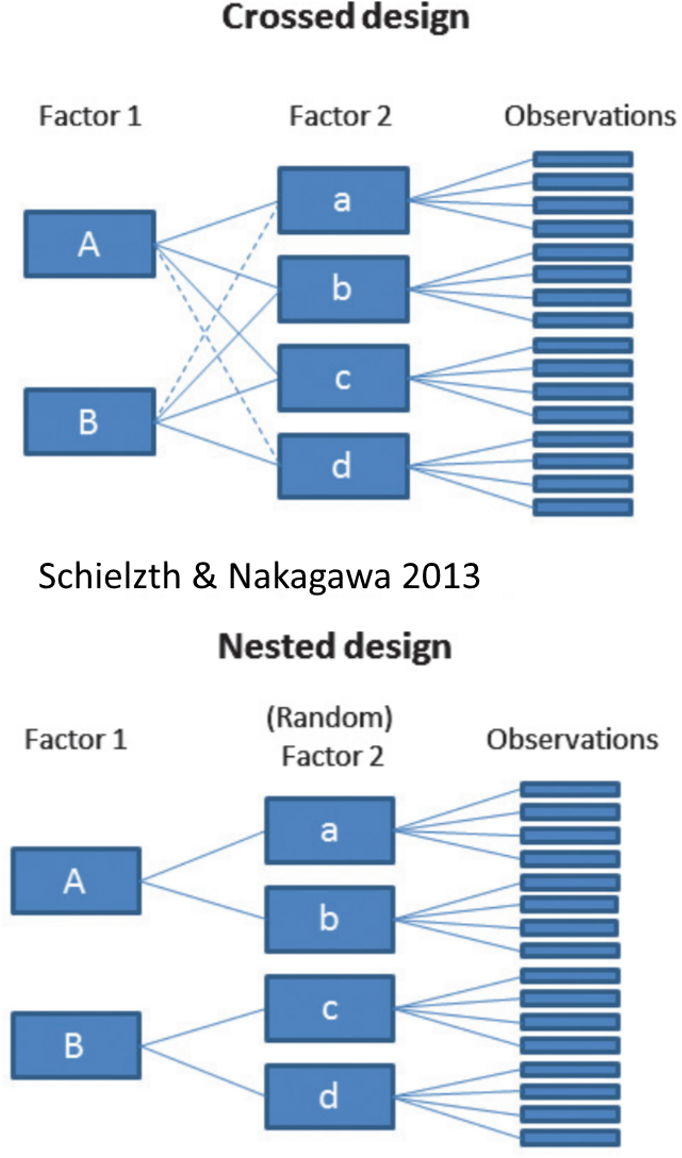 Crossed design
Factor 1 Factor 2 Observations
a
A
b
c
B
d
Schielzth & Nakagawa 2013
Nested design
(Random)
Factor 1 Factor 2 Observations
a
A
b
c
B
d